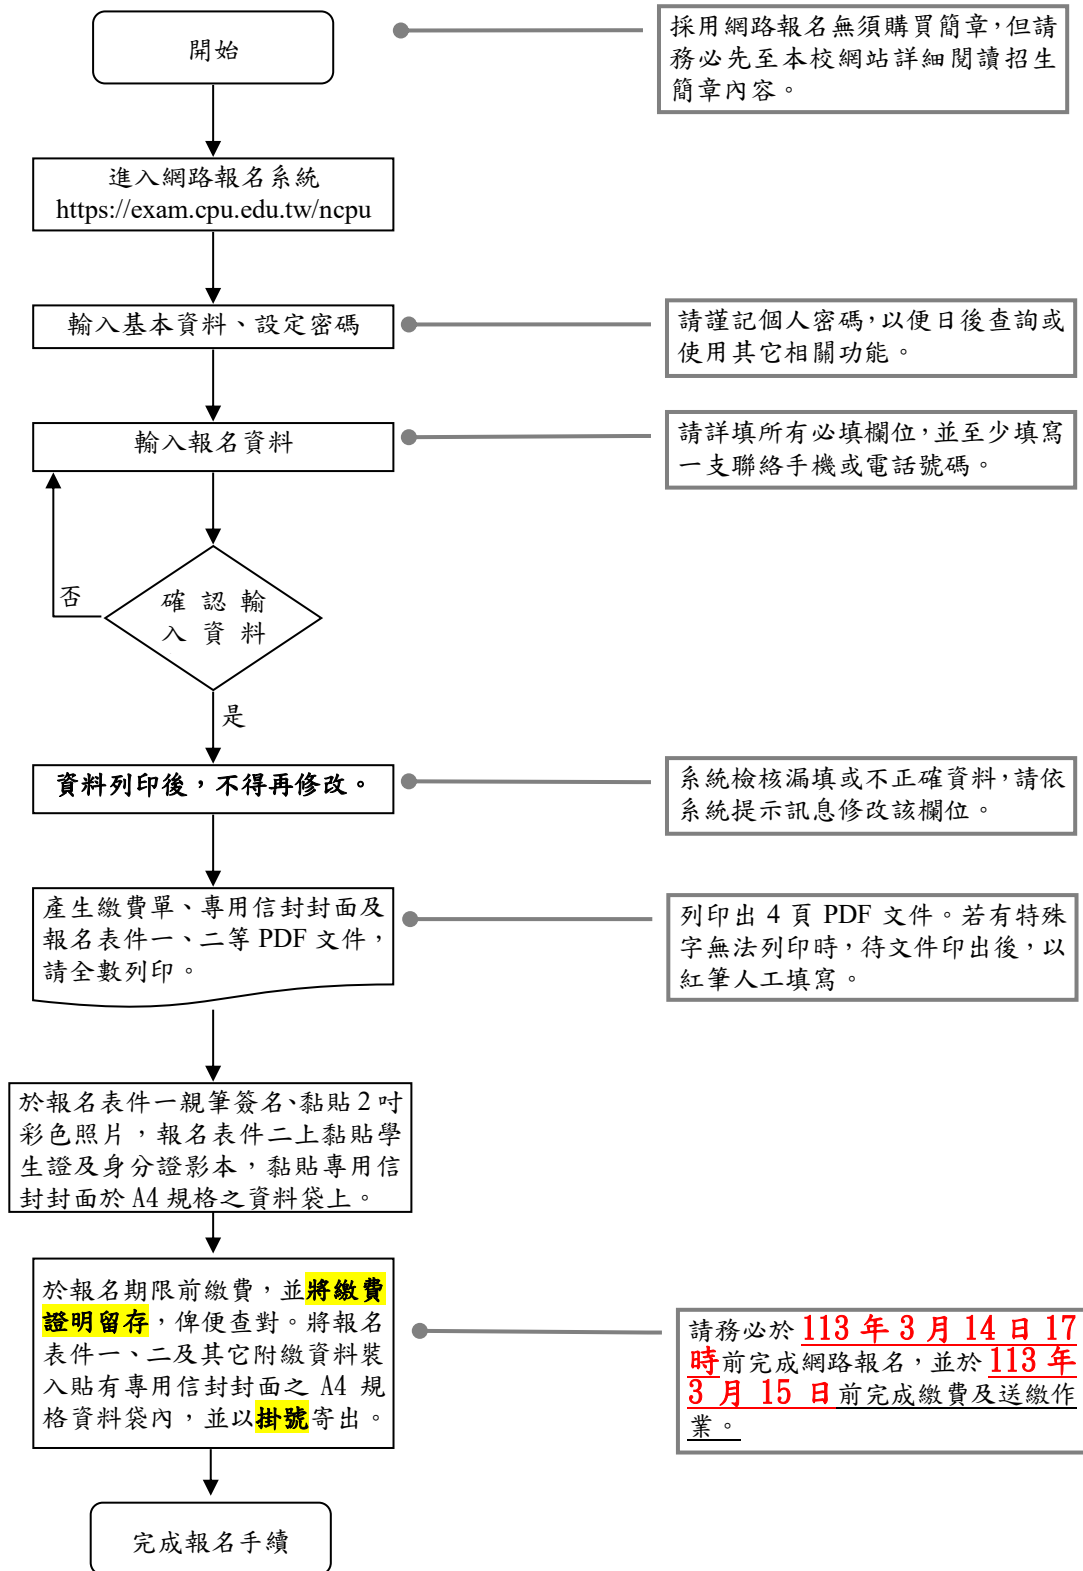 開始
採用網路報名無須購買簡章，但請
務必先至本校網站詳細閱讀招生
簡章內容。
進入網路報名系統
https://exam.cpu.edu.tw/ncpu
輸入基本資料、設定密碼
請謹記個人密碼，以便日後查詢或
使用其它相關功能。
輸入報名資料
請詳填所有必填欄位，並至少填寫
一支聯絡手機或電話號碼。
否
確認輸
入資料
是
資料列印後，不得再修改。
系統檢核漏填或不正確資料，請依
系統提示訊息修改該欄位。
產生繳費單、專用信封封面及
報名表件一、二等 PDF 文件，
請全數列印。
列印出 4 頁 PDF 文件。若有特殊
字無法列印時，待文件印出後，以
紅筆人工填寫。
於報名表件一親筆簽名、黏貼 2 吋
彩色照片，報名表件二上黏貼學
生證及身分證影本，黏貼專用信
封封面於 A4 規格之資料袋上。
於報名期限前繳費，並將繳費
證明留存，俾便查對。將報名
表件一、二及其它附繳資料裝
入貼有專用信封封面之 A4 規
格資料袋內，並以掛號寄出。
請務必於 113 年 3 月 14 日 17
時前完成網路報名，並於 113 年
3 月 15 日前完成繳費及送繳作
業。
完成報名手續